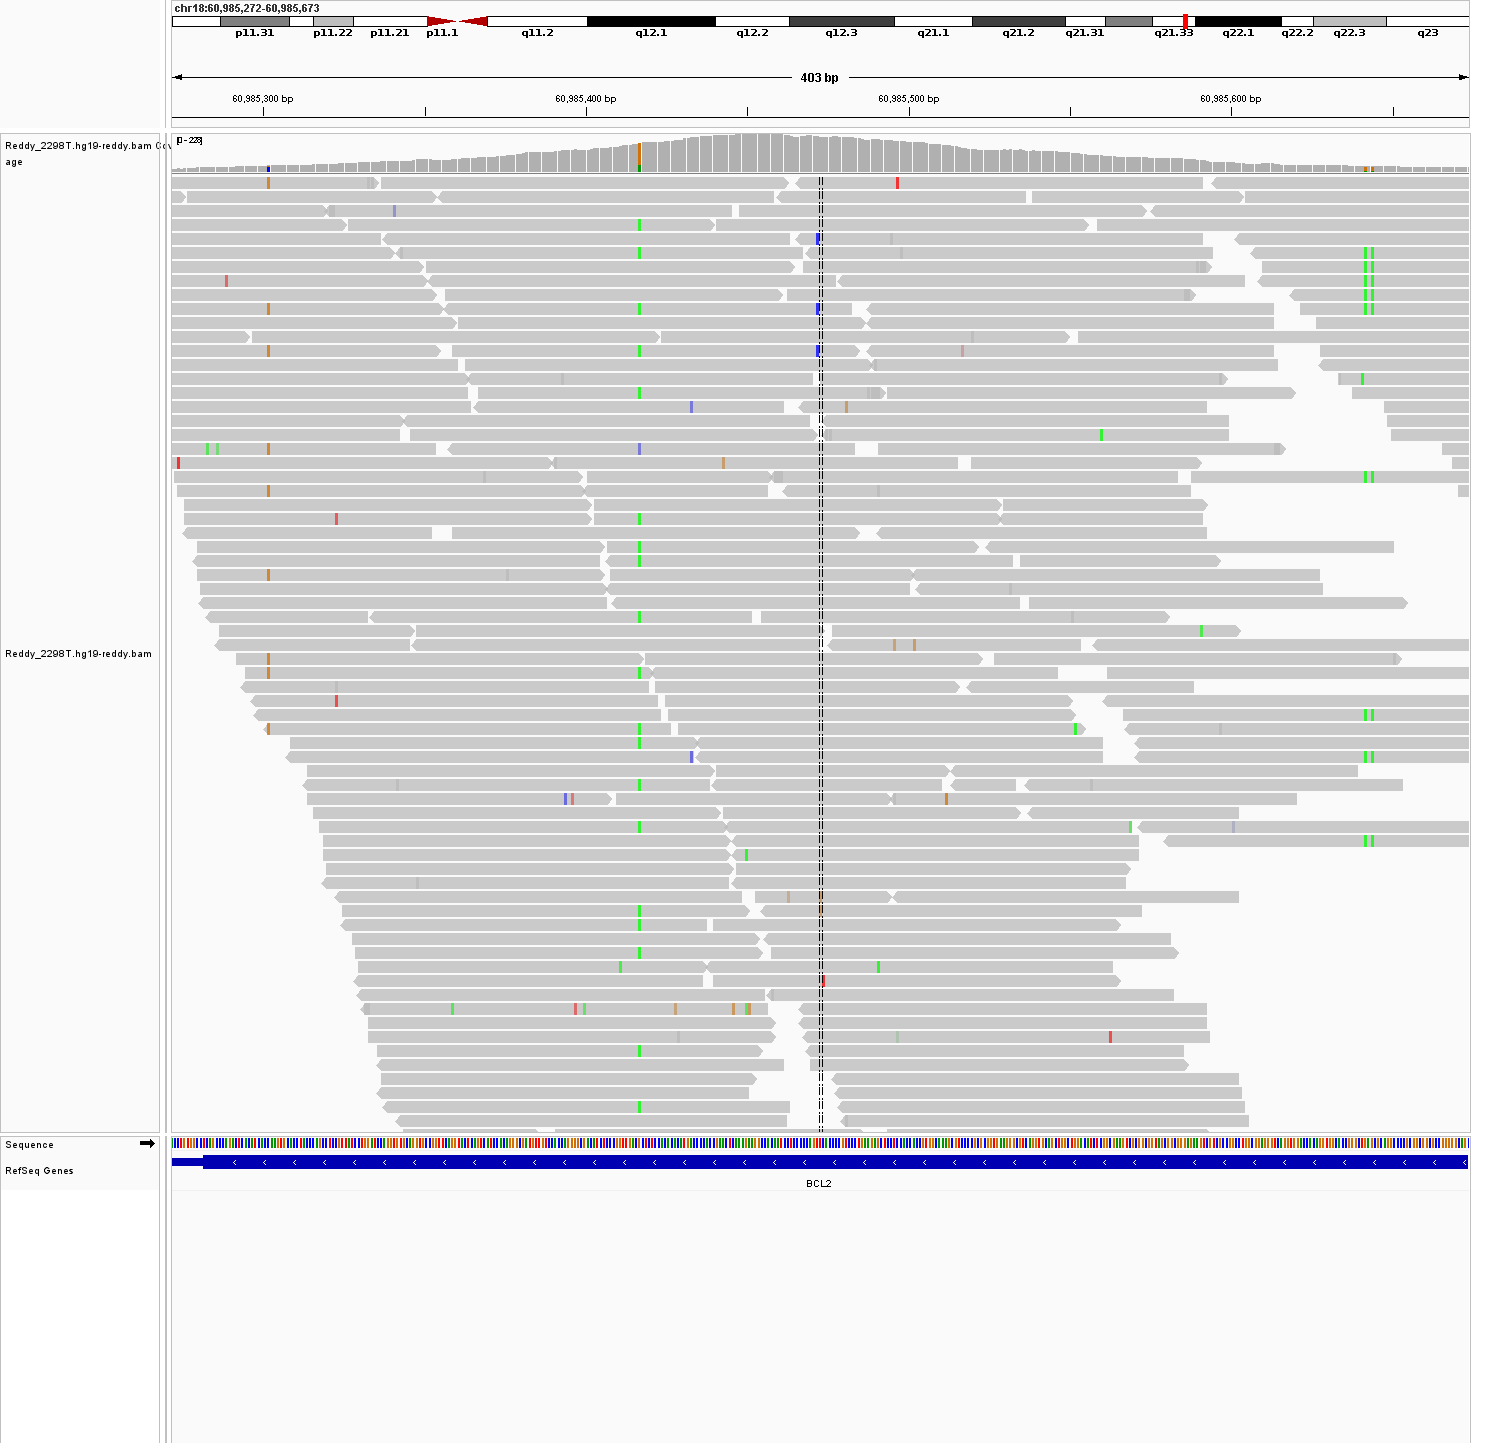 chr18:60,985,272-60,985,673
p11.31 p11.22 p11.21 p11.1 q11.2 q12.1 q12.2 q12.3 q21.1 q21.2 q21.31 q21.33 q22.1 q22.2 q22.3 q23
403 bp
60,985,300 bp 60,985,400 bp 60,985,500 bp 60,985,600 bp
Reddy_2298T.hg19-reddy.bam Cov
age
[0 - 228]
Reddy_2298T.hg19-reddy.bam
Sequence
RefSeq Genes
BCL2